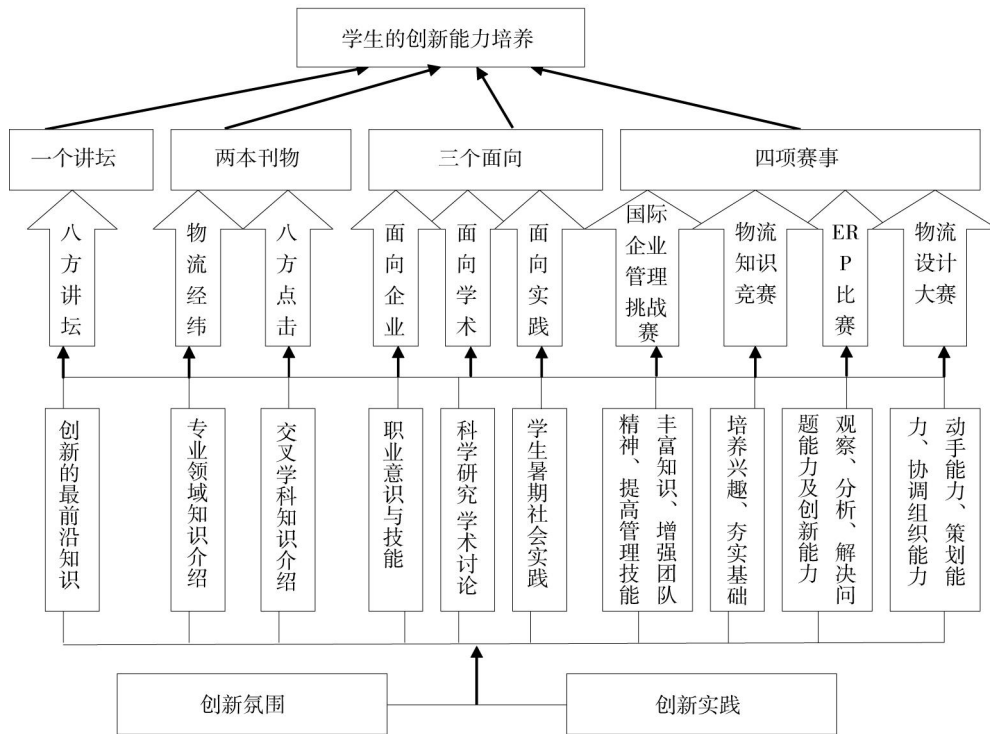 学生的创新能力培养
一个讲坛
两本刊物
三个面向
四项赛事
八方讲坛
物流经纬
八方点击
面向企业
面向学术
面向实践
国际
企业
管理
挑战
赛
物流
知识
竞赛
ER
P
比
赛
物流
设计
大赛
创新的最前沿知识
专业领域知识介绍
交叉学科知识介绍
职业意识与技能
科学研究 学术讨论
学生暑期社会实践
丰富知识、增强团队
精神、提高管理技能
培养兴趣、夯实基础
观察、分析、解决问
题能力及创新能力
动手能力、策划能
力、协调组织能力
创新氛围
创新实践